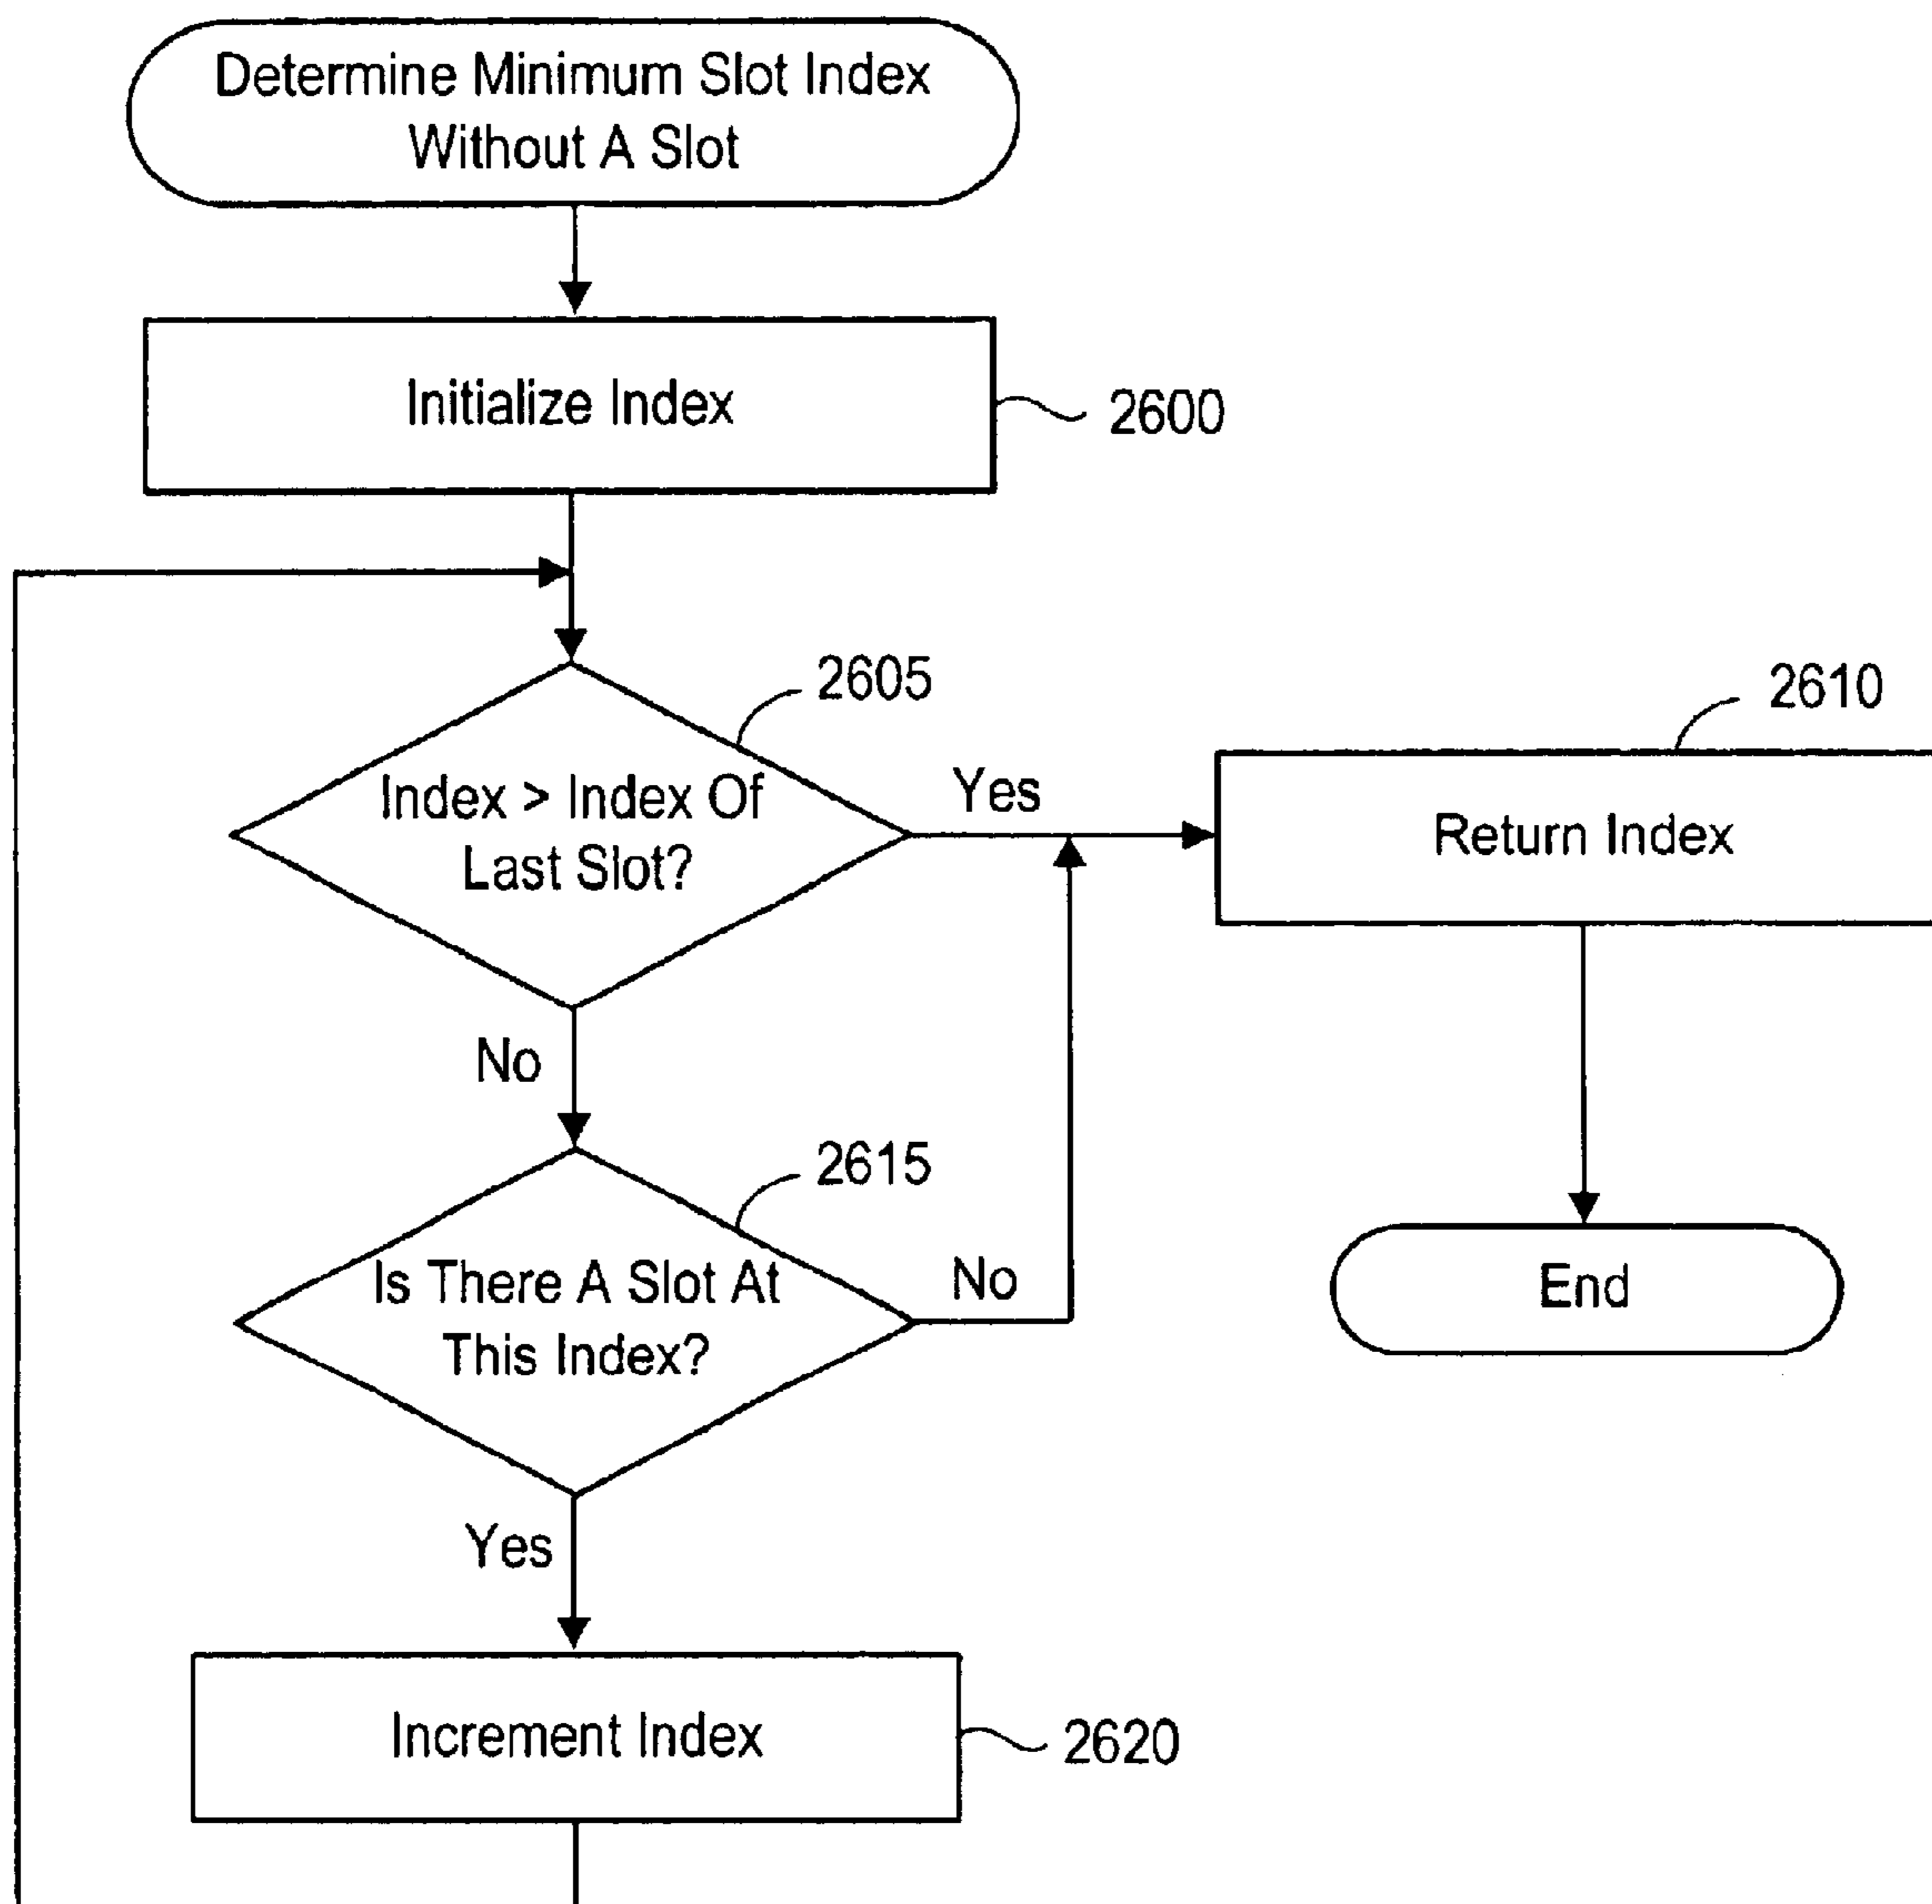 Determine Minimum Slot Index
Without A Slot
Initialize Index
2600
2605
Index > Index Of
Last Slot?
Yes
2610
Return Index
No
2615
Is There A Slot At
This Index?
No
End
Yes
Increment Index
2620